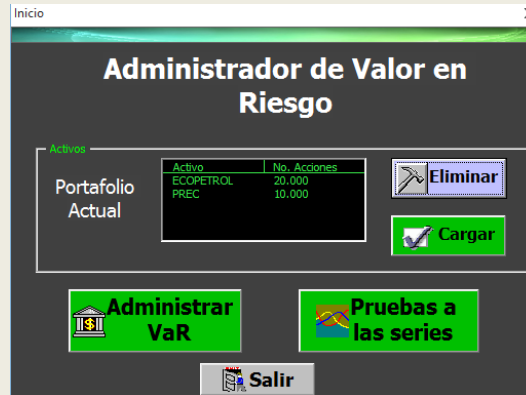 Inicio
Administrador de Valor en
Riesgo
Activos
Portafolio
Actual
Activo No. Acciones
ECOPETROL 20.000
PREC 10.000
Eliminar
Cargar
Administrar
VaR
Pruebas a
las series
Salir